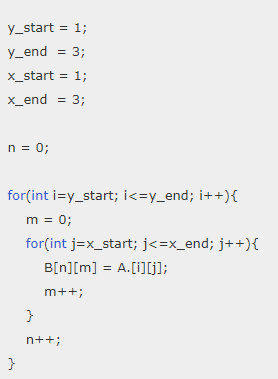 y_start = 1;
y_end  = 3;
x_start = 1;
x_end  = 3;
n = 0;
for(int i=y_start; i<=y_end; i++){
m = 0;
for(int j=x_start; j<=x_end; j++){
B[n][m] = A.[i][j];
m++;
}
n++;
}